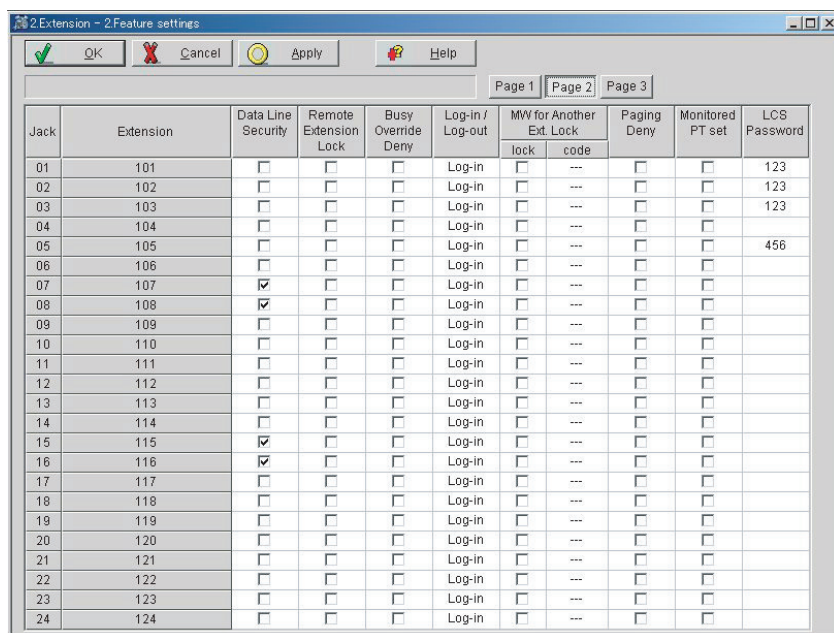 2.Extension - 2.Feature settings
OK Cancel Apply Help
Page 1 Page 2 Page 3
Jack Extension Data Line Security Remote Extension Lock Busy Override Deny Log-in / Log-out MW for Another Ext. Lock lock code Paging Deny Monitored PT set LCS Password
01 101 Log-in --- 123
02 102 Log-in --- 123
03 103 Log-in --- 123
04 104 Log-in ---
05 105 Log-in --- 456
06 106 Log-in ---
07 107 Log-in ---
08 108 Log-in ---
09 109 Log-in ---
10 110 Log-in ---
11 111 Log-in ---
12 112 Log-in ---
13 113 Log-in ---
14 114 Log-in ---
15 115 Log-in ---
16 116 Log-in ---
17 117 Log-in ---
18 118 Log-in ---
19 119 Log-in ---
20 120 Log-in ---
21 121 Log-in ---
22 122 Log-in ---
23 123 Log-in ---
24 124 Log-in ---